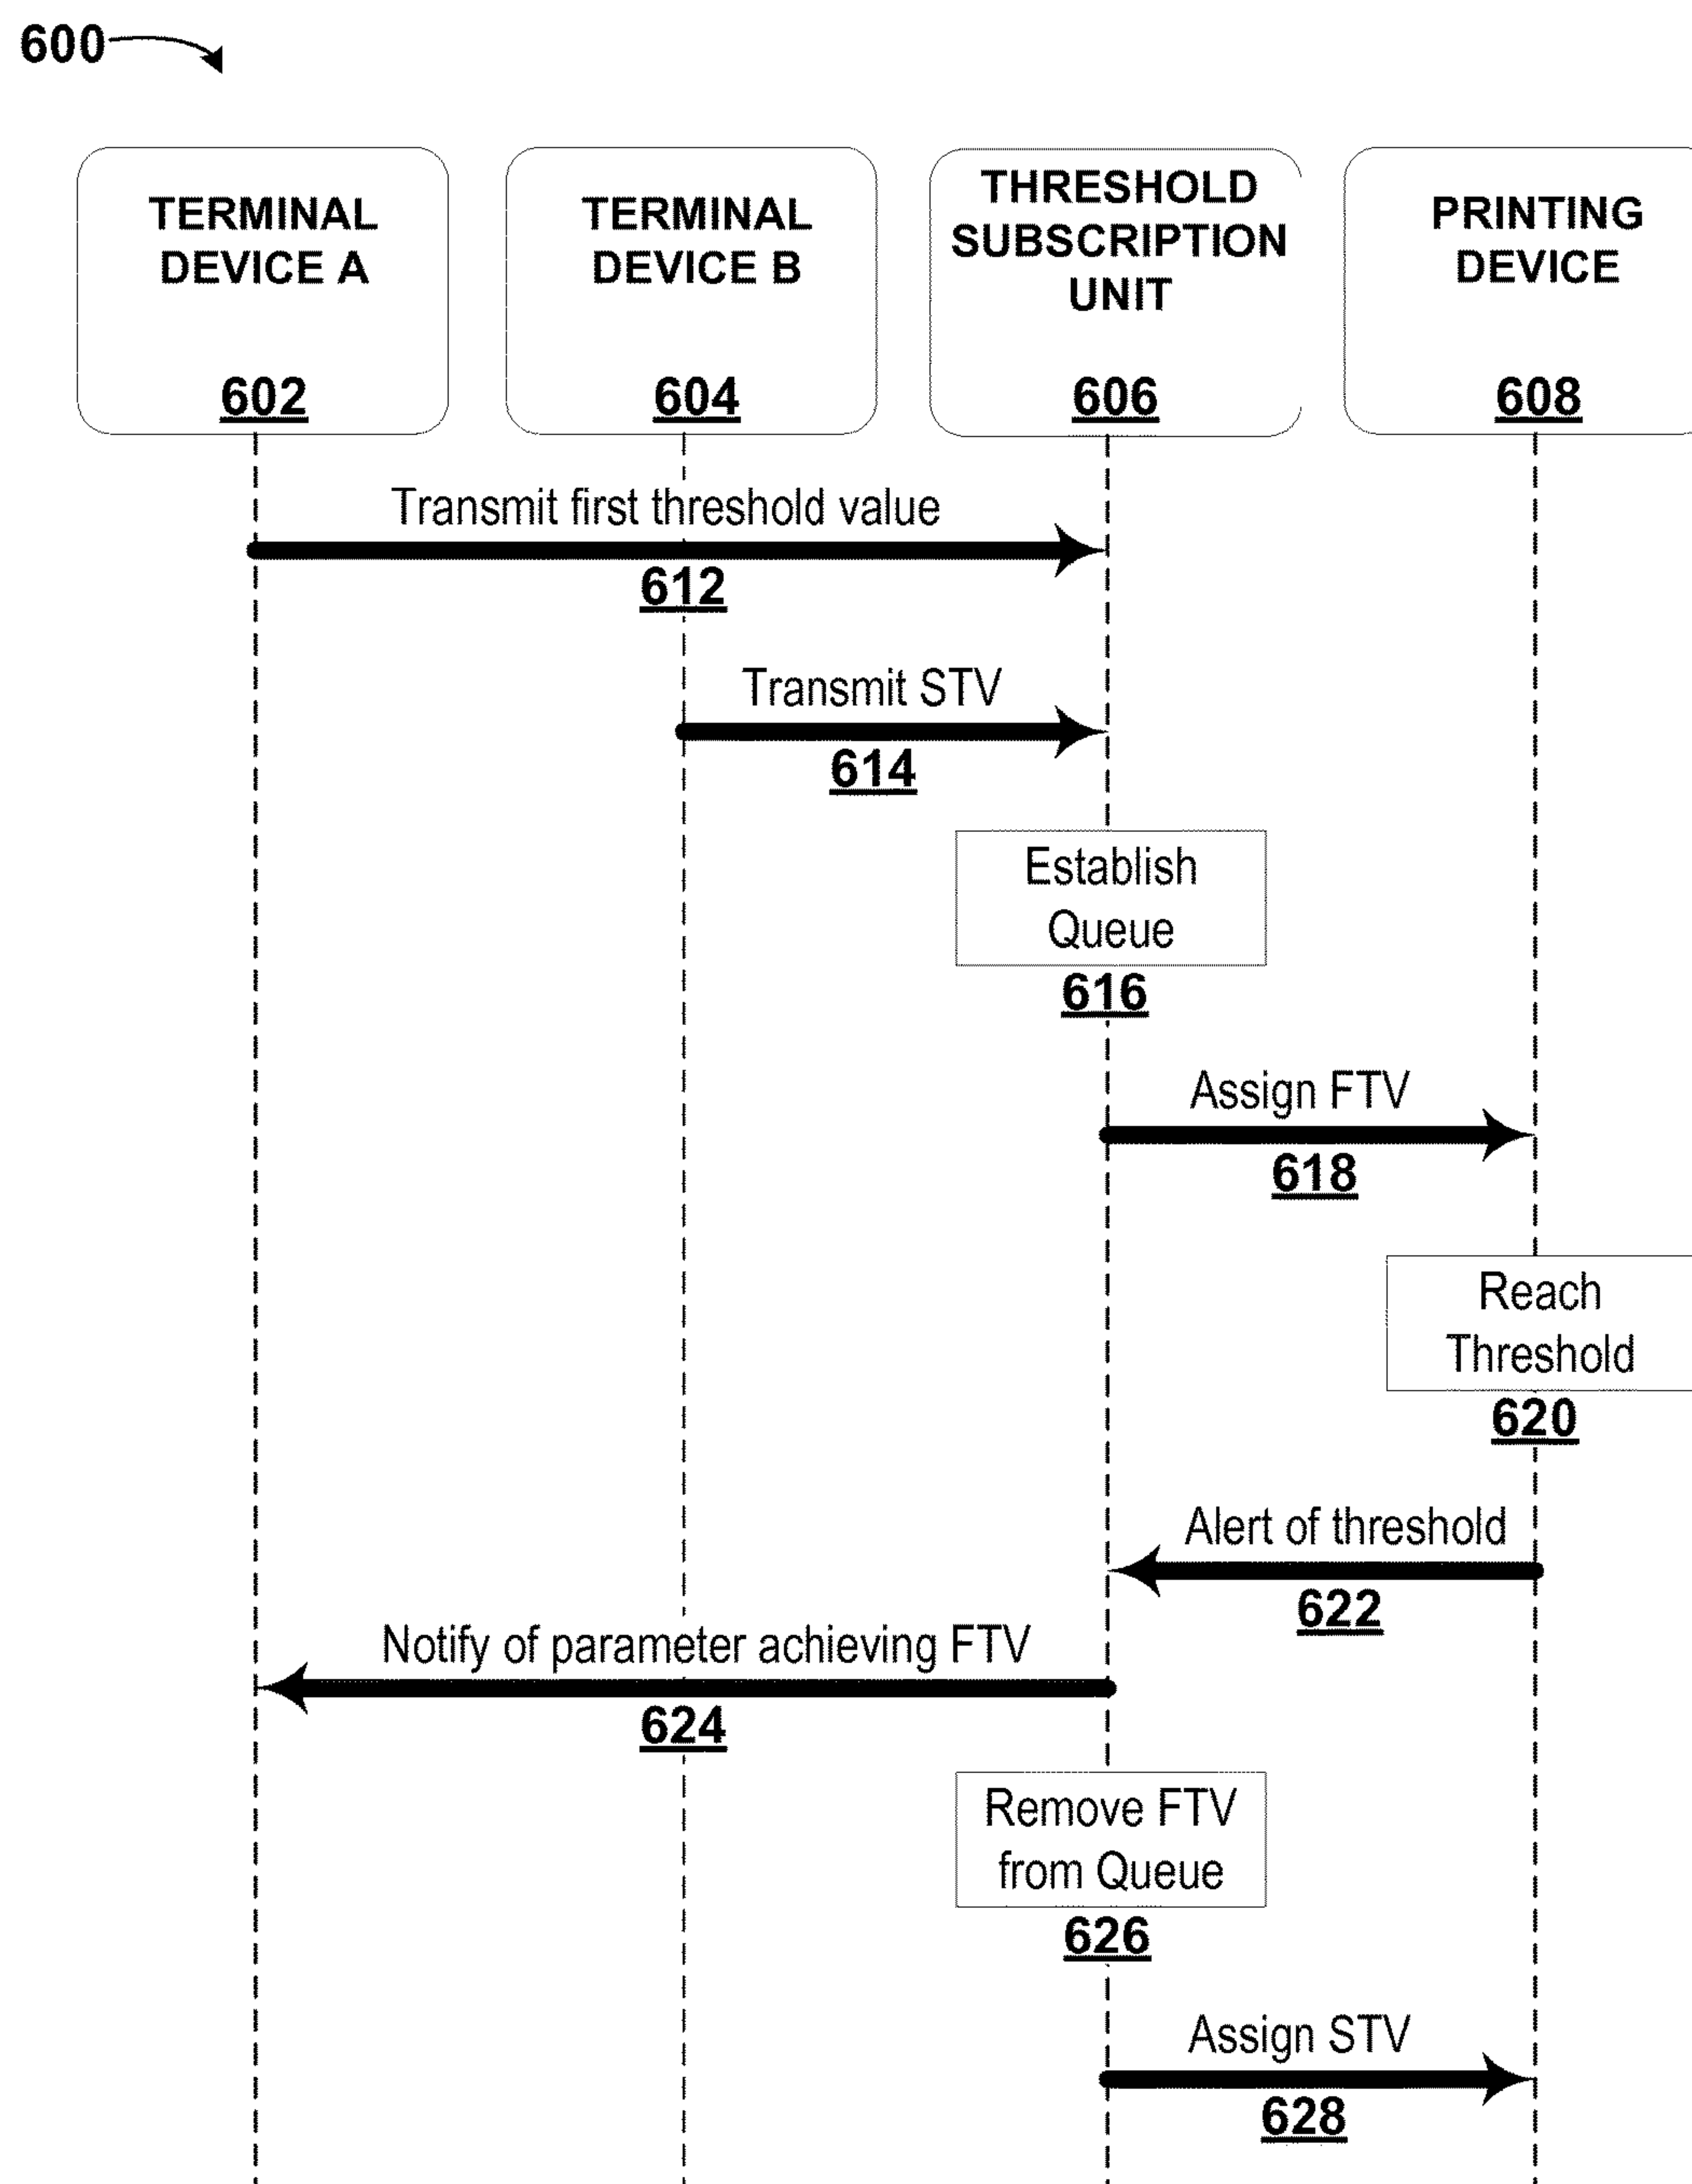 600
TERMINAL
DEVICE A
602
TERMINAL
DEVICE B
604
THRESHOLD
SUBSCRIPTION
UNIT
606
PRINTING
DEVICE
608
Transmit first threshold value
612
Transmit STV
614
Establish
Queue
616
Assign FTV
618
Reach
Threshold
620
Alert of threshold
622
Notify of parameter achieving FTV
624
Remove FTV
from Queue
626
Assign STV
628